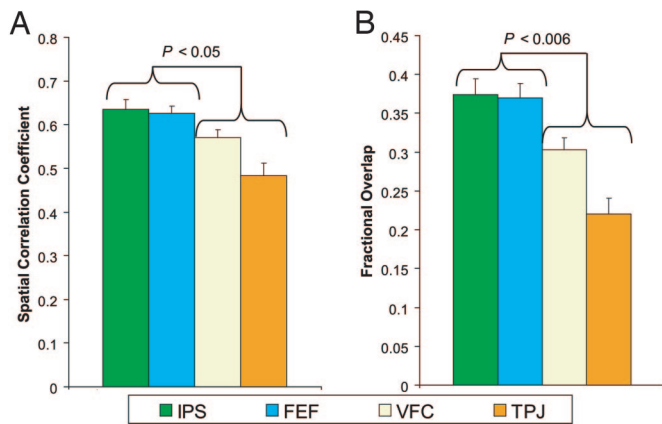 A
P < 0.05
Spatial Correlation Coefficient
0.8
0.7
0.6
0.5
0.4
0.3
0.2
0.1
0
B
P < 0.006
Fractional Overlap
0.45
0.4
0.35
0.3
0.25
0.2
0.15
0.1
0.05
0
IPS FEF VFC TPJ